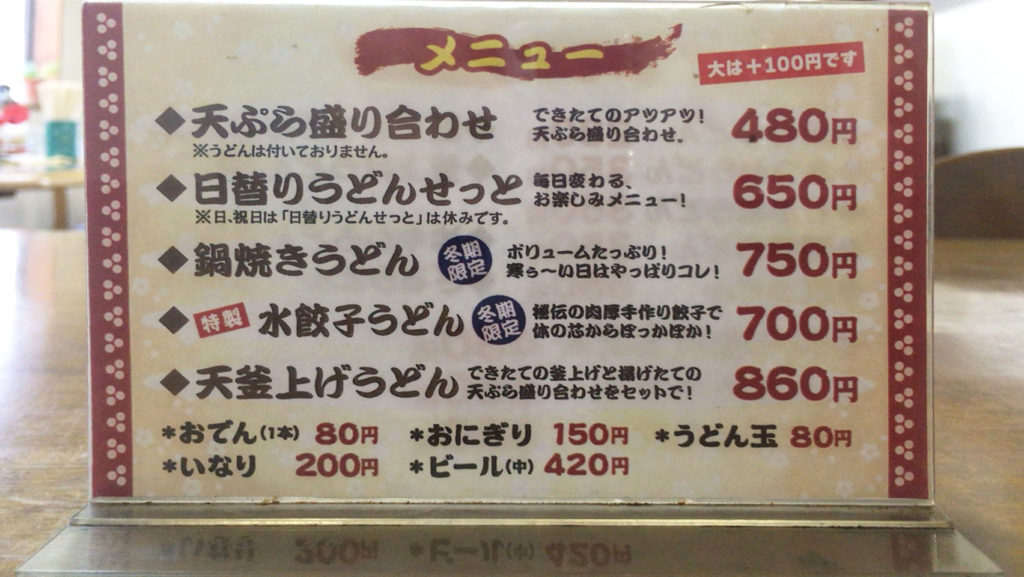 メニュー
大は+100円です
◆天ぷら盛り合わせ
できたてのアツアツ!
天ぷら盛り合わせ。
480円
※うどんは付いておりません。
◆日替りうどんせっと
毎日変わる、
お楽しみメニュー!
650円
※日、祝日は「日替りうどんせっと」は休みです。
◆鍋焼きうどん
冬期
限定
ボリュームたっぷり!
寒ぅ〜い日はやっぱりコレ!
750円
◆特製 水餃子うどん
冬期
限定
秘伝の肉厚手作り餃子で
体の芯からぽっかぽか!
700円
◆天釜上げうどん
できたての釜上げと揚げたての
天ぷら盛り合わせをセットで!
860円
*おでん(1本) 80円 *おにぎり 150円 *うどん玉 80円
*いなり 200円 *ビール(中) 420円